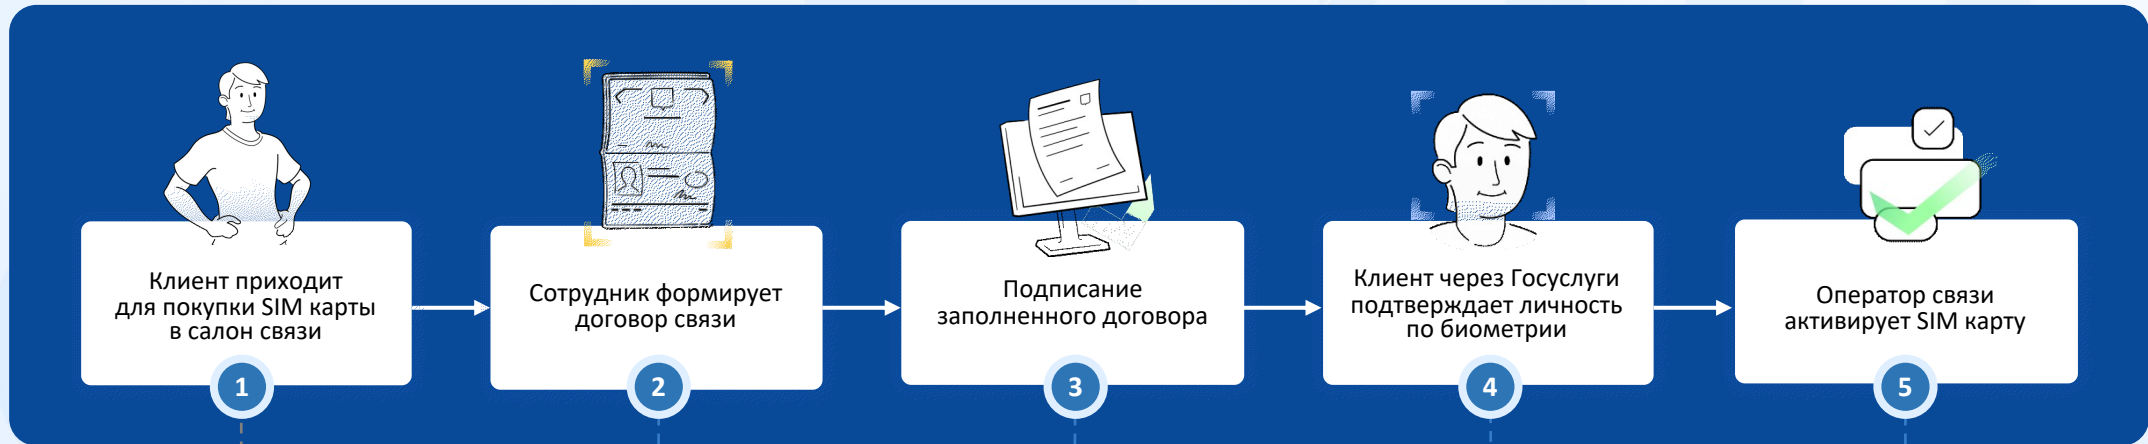 Клиент приходит
для покупки SIM карты
в салон связи
1
Сотрудник формирует
договор связи
2
Подписание
заполненного договора
3
Клиент через Госуслуги
подтверждает личность
по биометрии
4
Оператор связи
активирует SIM карту
5